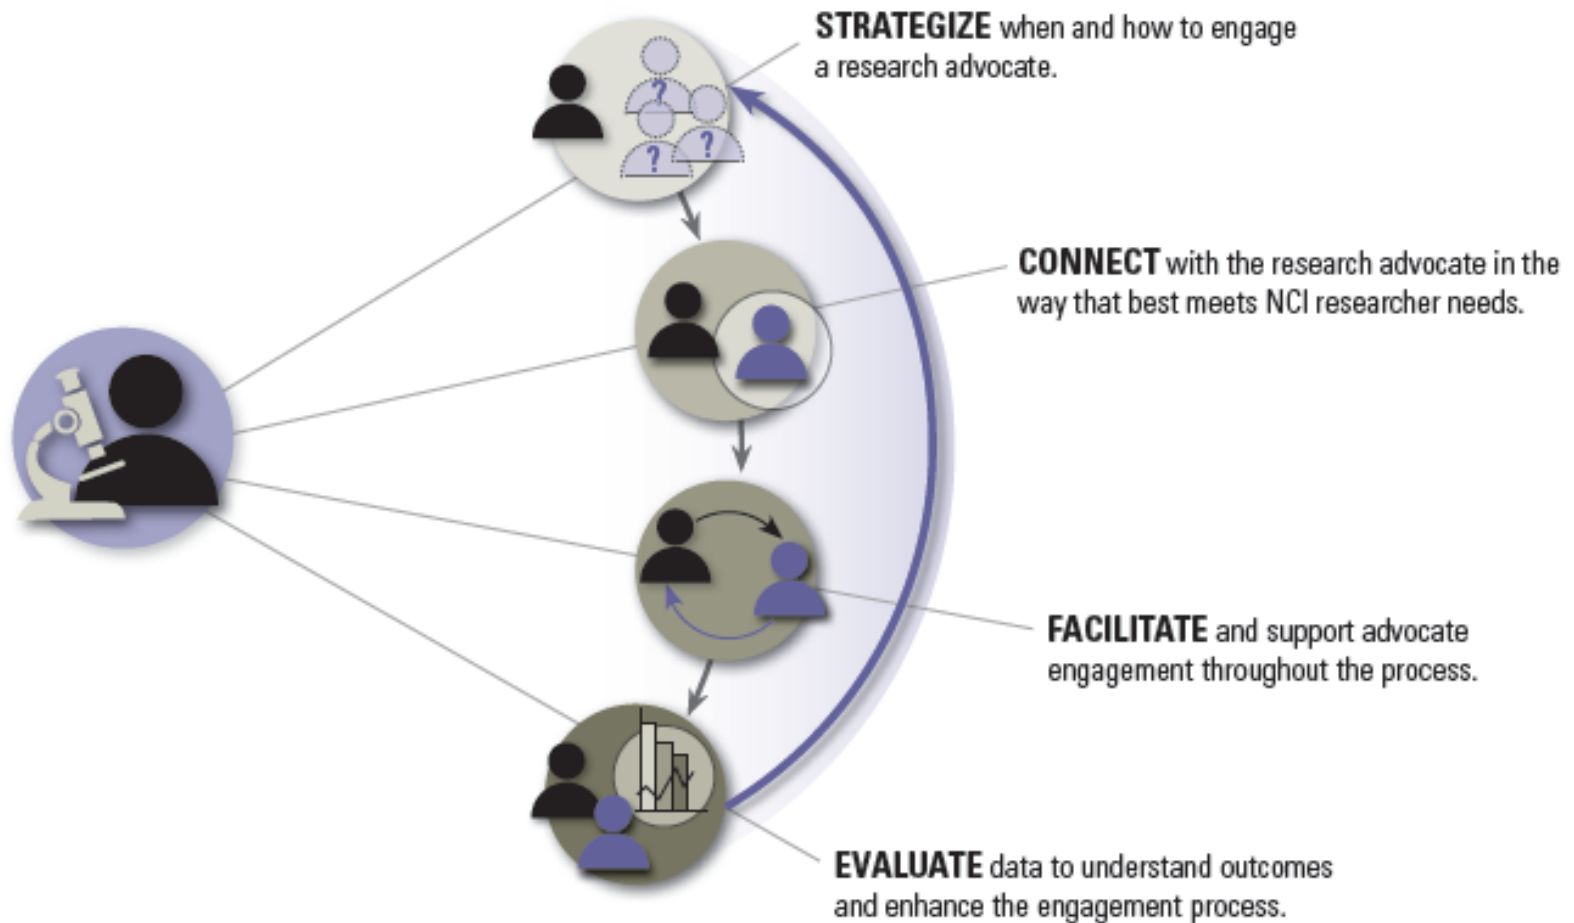 STRATEGIZE when and how to engage
a research advocate.
?
?
?
CONNECT with the research advocate in the
way that best meets NCI researcher needs.
FACILITATE and support advocate
engagement throughout the process.
EVALUATE data to understand outcomes
and enhance the engagement process.